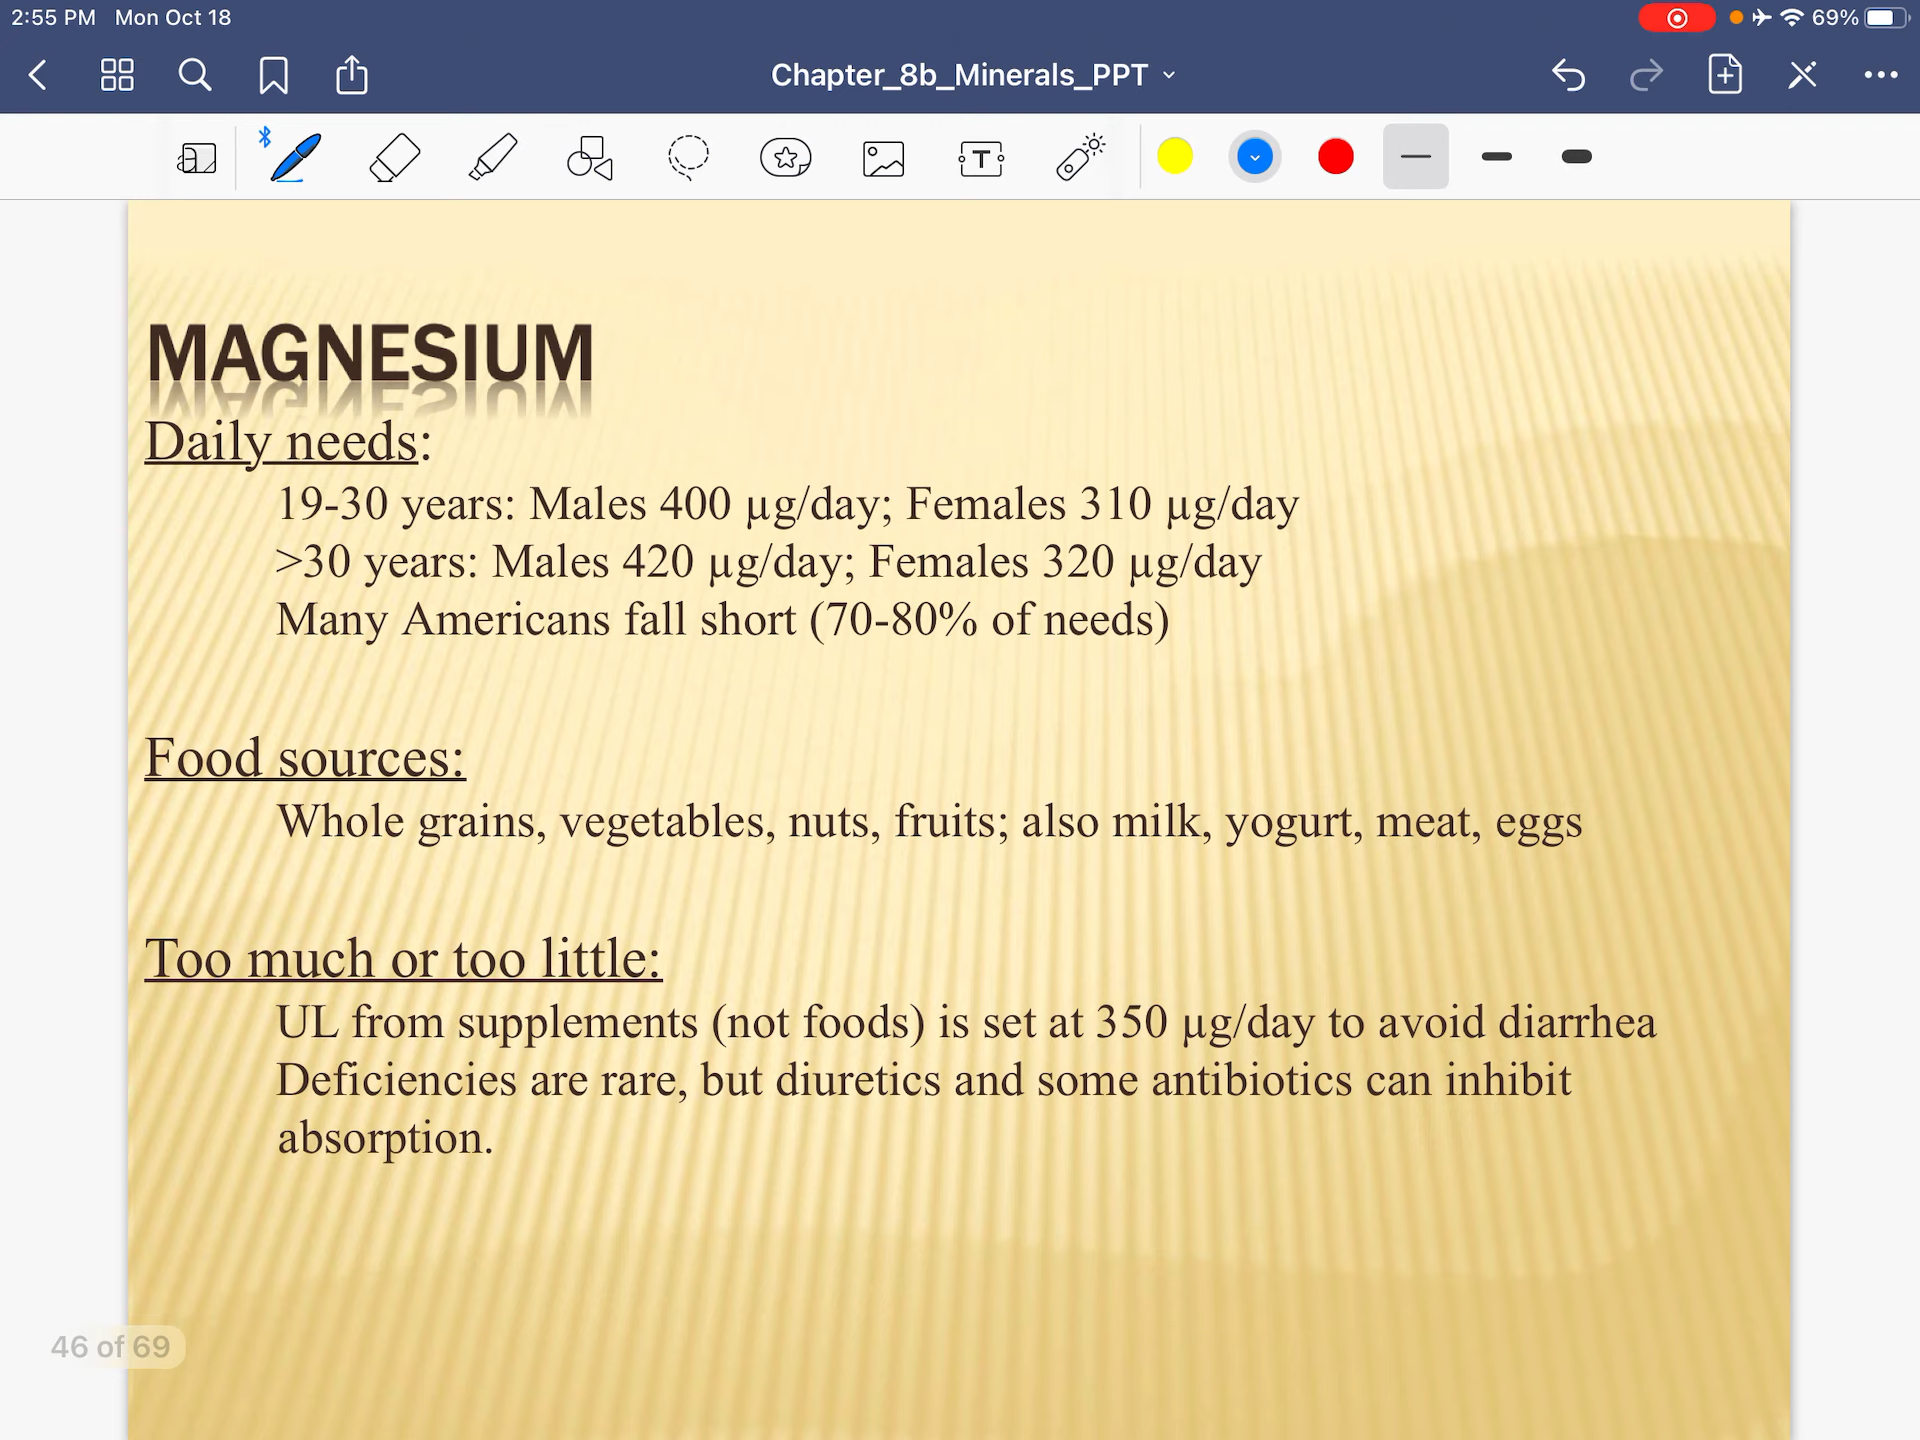 2:55 PM Mon Oct 18
69%
Chapter_8b_Minerals_PPT
MAGNESIUM
Daily needs:
19-30 years: Males 400 µg/day; Females 310 µg/day
>30 years: Males 420 µg/day; Females 320 µg/day
Many Americans fall short (70-80% of needs)
Food sources:
Whole grains, vegetables, nuts, fruits; also milk, yogurt, meat, eggs
Too much or too little:
UL from supplements (not foods) is set at 350 µg/day to avoid diarrhea
Deficiencies are rare, but diuretics and some antibiotics can inhibit
absorption.
46 of 69